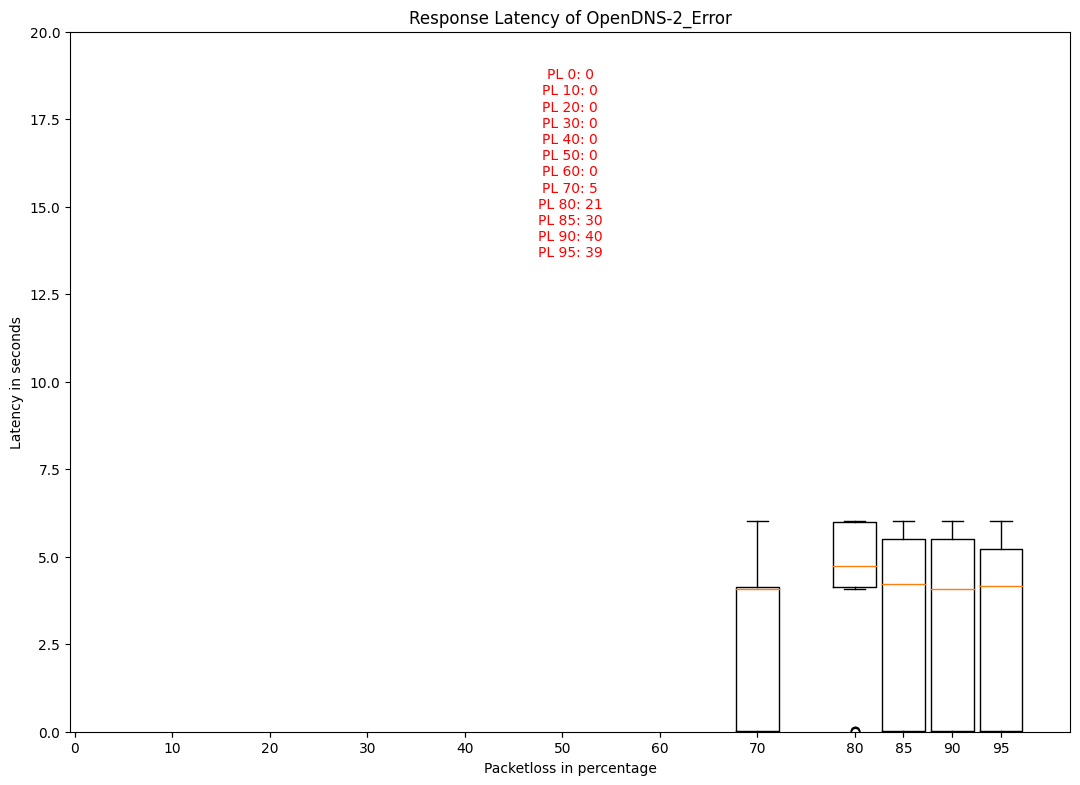 Response Latency of OpenDNS-2_Error
20.0
17.5
15.0
12.5
10.0
7.5
5.0
2.5
0.0
Latency in seconds
PL 0: 0
PL 10: 0
PL 20: 0
PL 30: 0
PL 40: 0
PL 50: 0
PL 60: 0
PL 70: 5
PL 80: 21
PL 85: 30
PL 90: 40
PL 95: 39
0 10 20 30 40 50 60 70 80 85 90 95
Packetloss in percentage